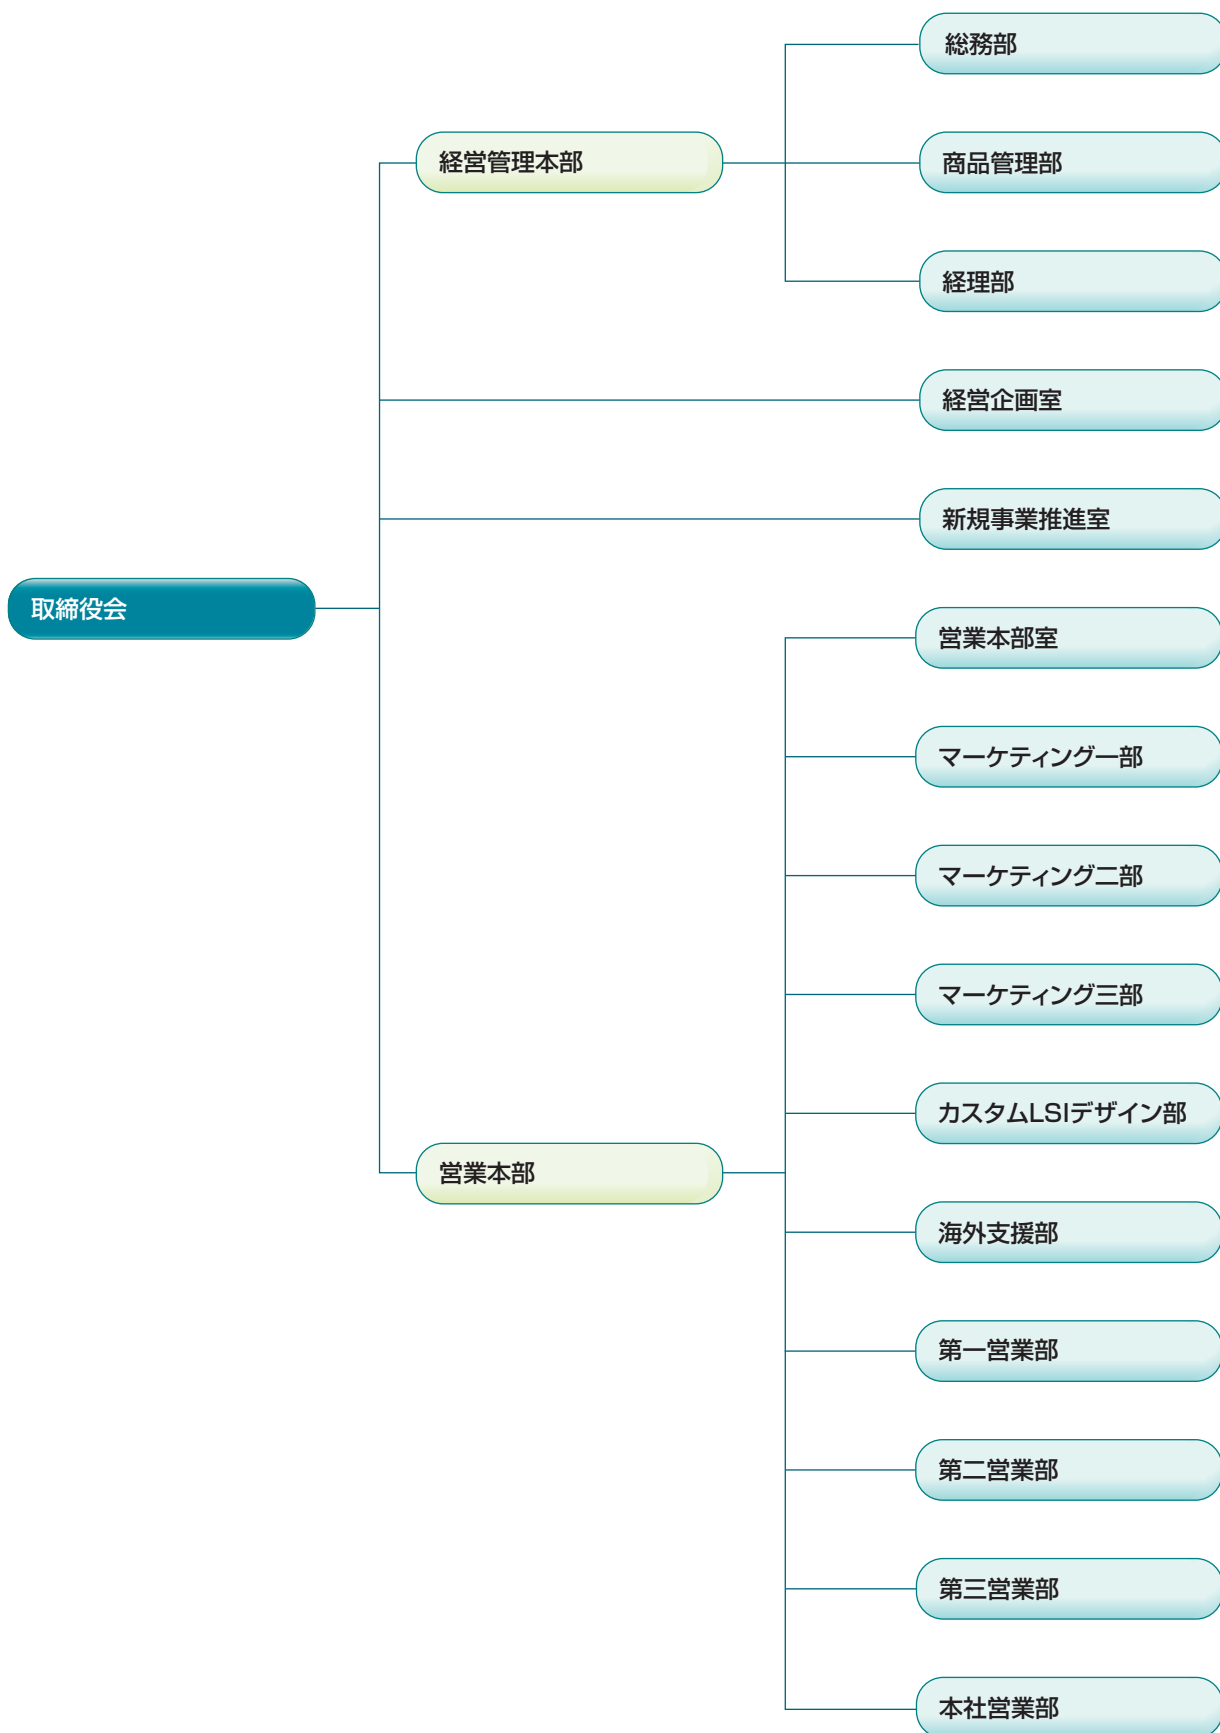 総務部
経営管理本部
商品管理部
経理部
経営企画室
新規事業推進室
取締役会
営業本部室
マーケティング一部
マーケティング二部
マーケティング三部
カスタムLSIデザイン部
営業本部
海外支援部
第一営業部
第二営業部
第三営業部
本社営業部